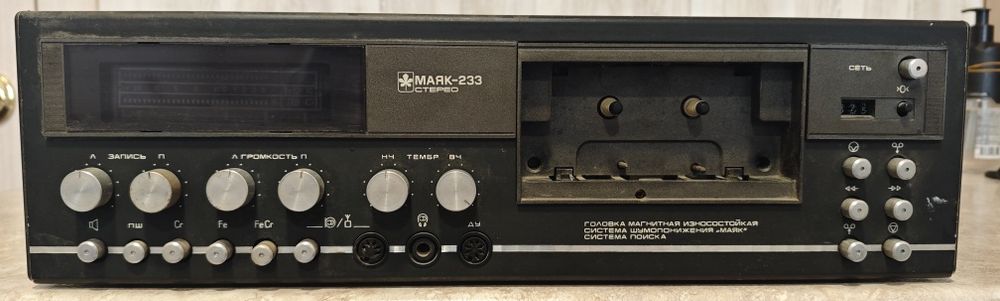 МАЯК-233
СТЕРЕО
СЕТЬ
Л ЗАПИСЬ П
Л ГРОМКОСТЬ П
НЧ ТЕМБР ВЧ
ПШ
Cr
Fe
FeCr
ДУ
ГОЛОВКА МАГНИТНАЯ ИЗНОСОСТОЙКАЯ
СИСТЕМА ШУМОПОНИЖЕНИЯ „МАЯК"
СИСТЕМА ПОИСКА